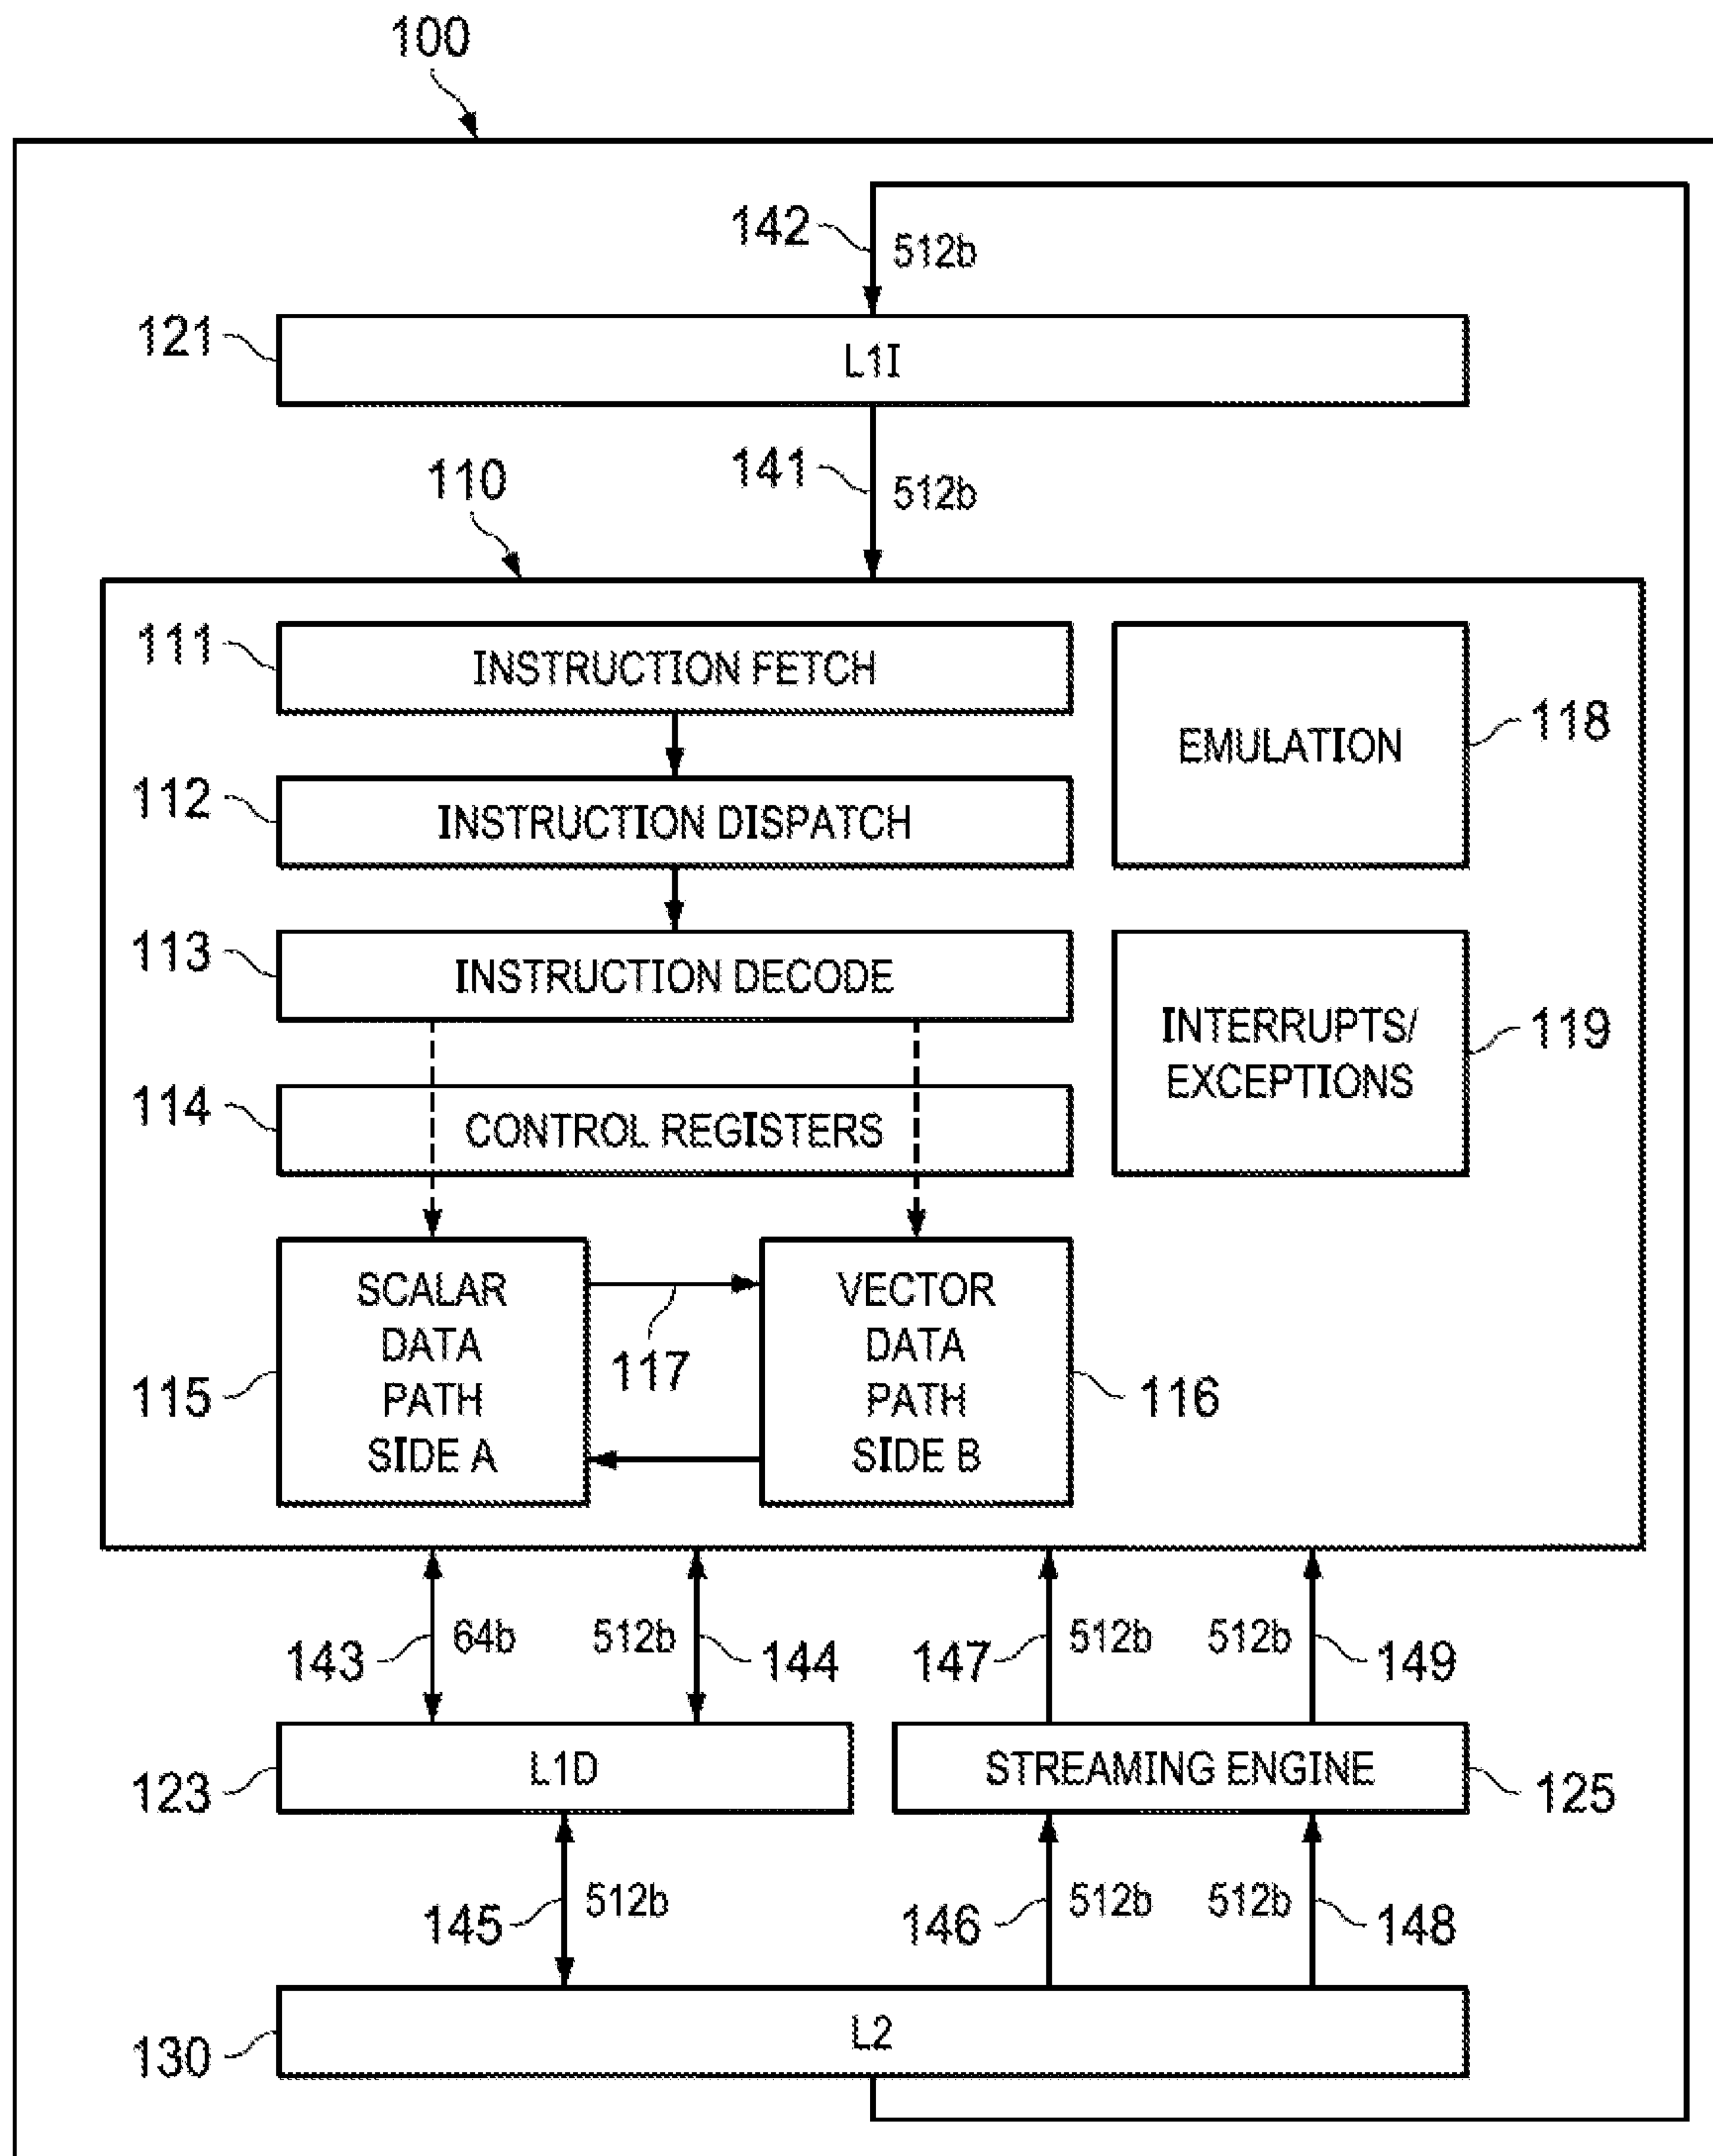 100
142
512b
121
L1I
141
512b
110
111
INSTRUCTION FETCH
EMULATION
118
112
INSTRUCTION DISPATCH
113
INSTRUCTION DECODE
INTERRUPTS/
EXCEPTIONS
119
114
CONTROL REGISTERS
SCALAR
DATA
PATH
SIDE A
115
117
VECTOR
DATA
PATH
SIDE B
116
143
64b
512b
144
147
512b
512b
149
123
L1D
STREAMING ENGINE
125
145
512b
146
512b
512b
148
130
L2